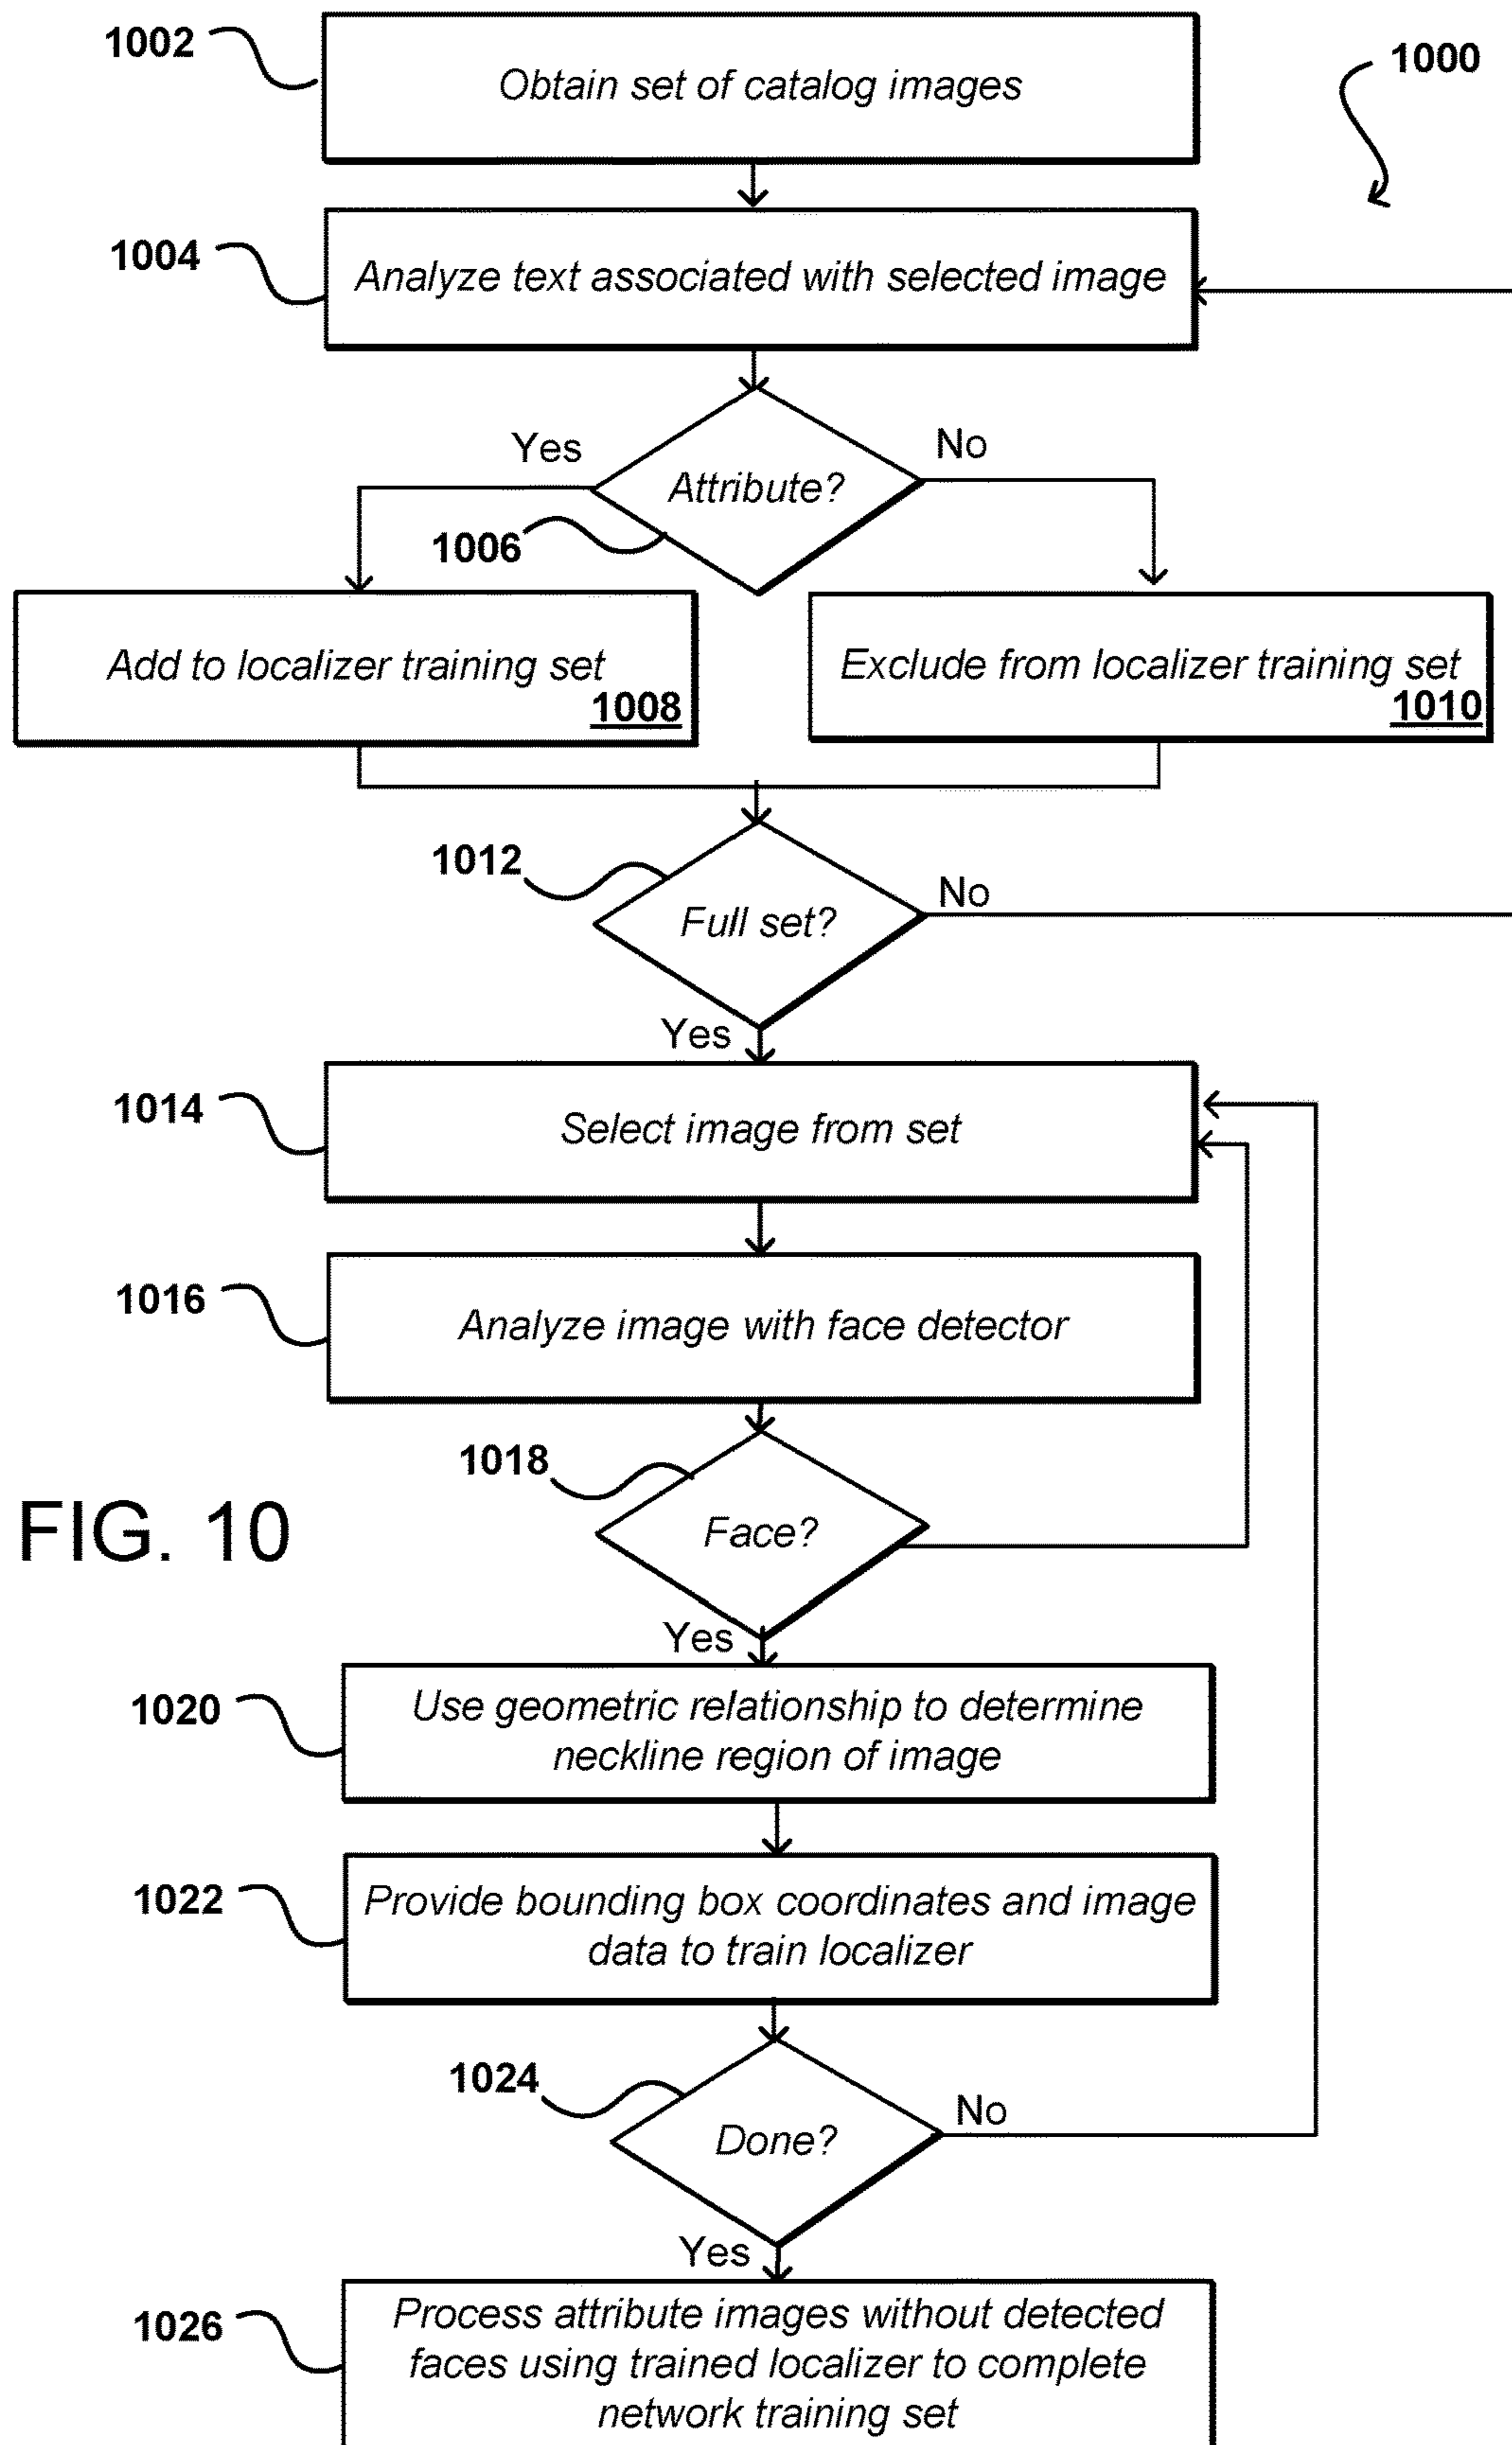 1002
Obtain set of catalog images
1000
1004
Analyze text associated with selected image
Yes
No
Attribute?
1006
Add to localizer training set
1008
Exclude from localizer training set
1010
1012
No
Full set?
Yes
1014
Select image from set
1016
Analyze image with face detector
1018
FIG. 10
Face?
Yes
1020
Use geometric relationship to determine
neckline region of image
1022
Provide bounding box coordinates and image
data to train localizer
1024
No
Done?
Yes
1026
Process attribute images without detected
faces using trained localizer to complete
network training set